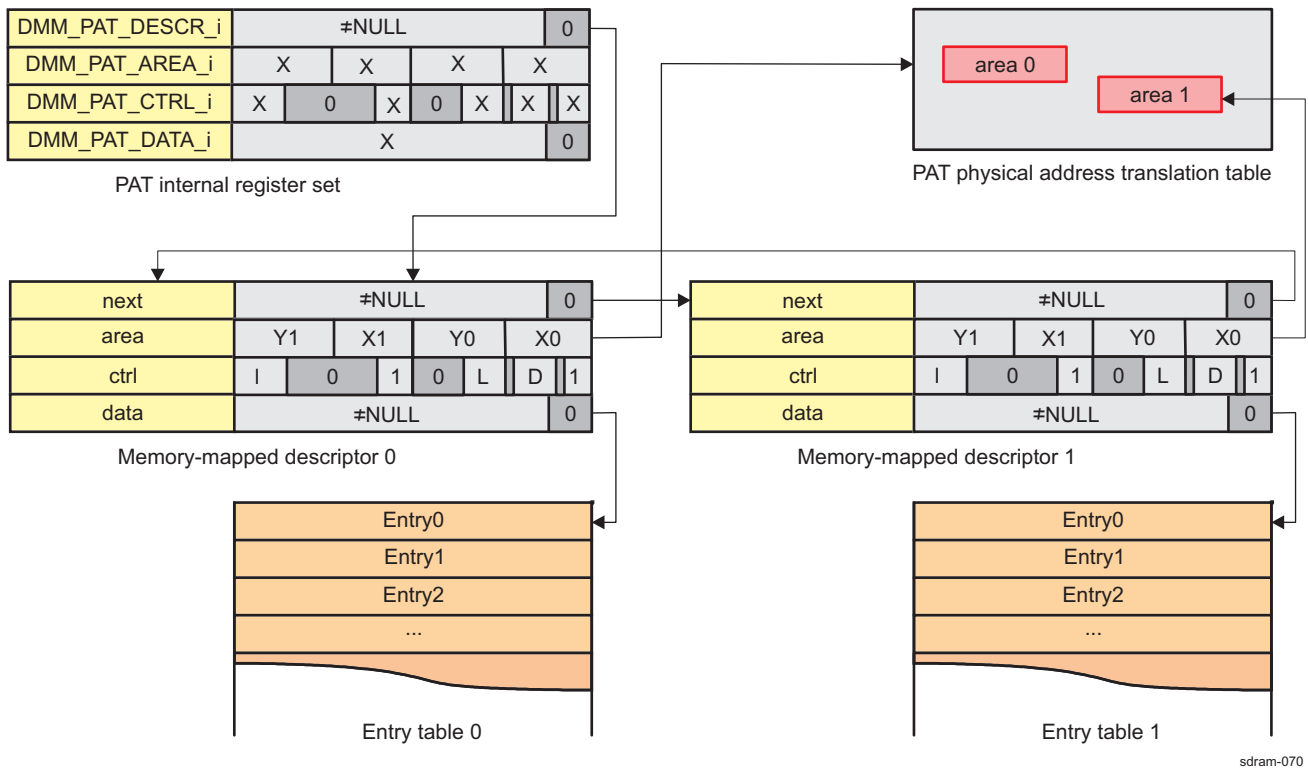 DMM_PAT_DESCR_i ≠NULL 0
DMM_PAT_AREA_i X X X X
DMM_PAT_CTRL_i X 0 X 0 X X X
DMM_PAT_DATA_i X 0
PAT internal register set
area 0
area 1
PAT physical address translation table
next ≠NULL 0
area Y1 X1 Y0 X0
ctrl I 0 1 0 L D 1
data ≠NULL 0
Memory-mapped descriptor 0
next ≠NULL 0
area Y1 X1 Y0 X0
ctrl I 0 1 0 L D 1
data ≠NULL 0
Memory-mapped descriptor 1
Entry0
Entry1
Entry2
...
Entry table 0
Entry0
Entry1
Entry2
...
Entry table 1
sdram-070